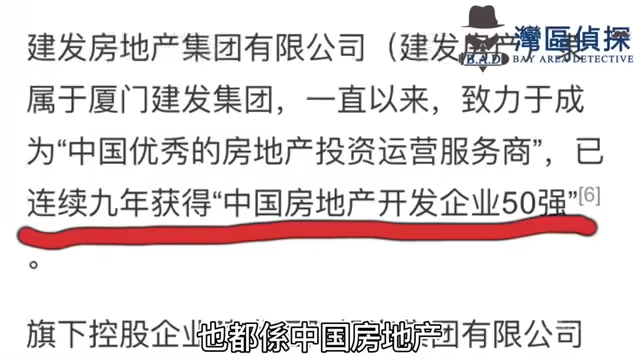 灣區偵探
B.A.D BAY AREA DETECTIVE
建发房地产集团有限公司（建发
属于厦门建发集团，一直以来，致力于成
为“中国优秀的房地产投资运营服务商”，已
连续九年获得“中国房地产开发企业50强”[6]
。
旗下控股企业 集团有限公司
也都係中国房地产